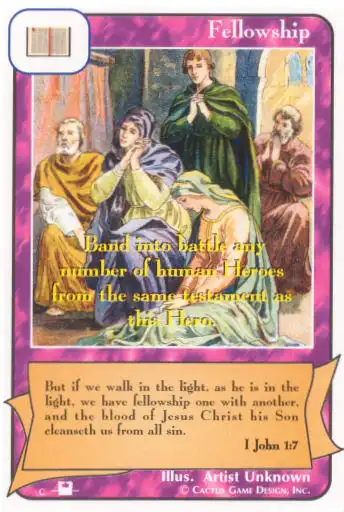 Fellowship
Band into battle any
number of human Heroes
from the same testament as
this Hero.
But if we walk in the light, as he is in the
light, we have fellowship one with another,
and the blood of Jesus Christ his Son
cleanseth us from all sin.
I John 1:7
Illus. Artist Unknown
C © Cactus Game Design, Inc.